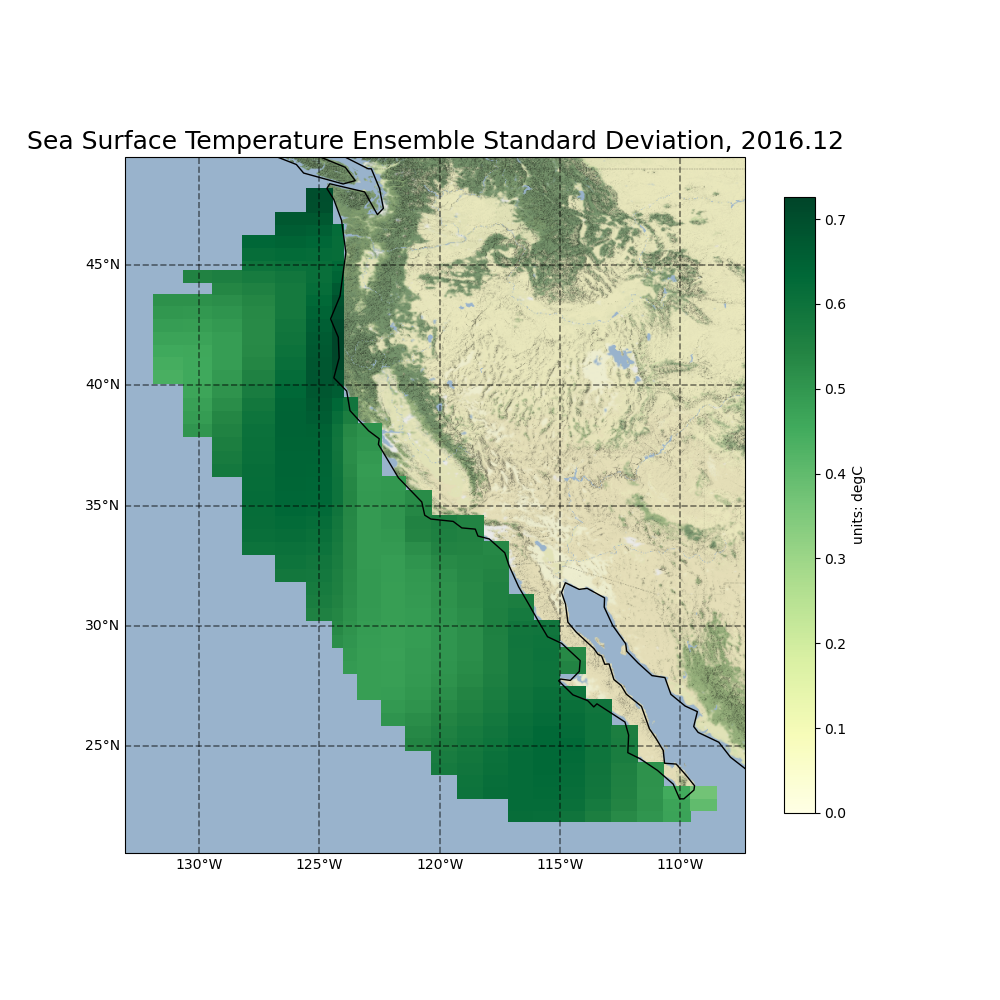 Sea Surface Temperature Ensemble Standard Deviation, 2016.12
45°N
40°N
35°N
30°N
25°N
130°W
125°W
120°W
115°W
110°W
0.7
0.6
0.5
0.4
0.3
0.2
0.1
0.0
units: degC